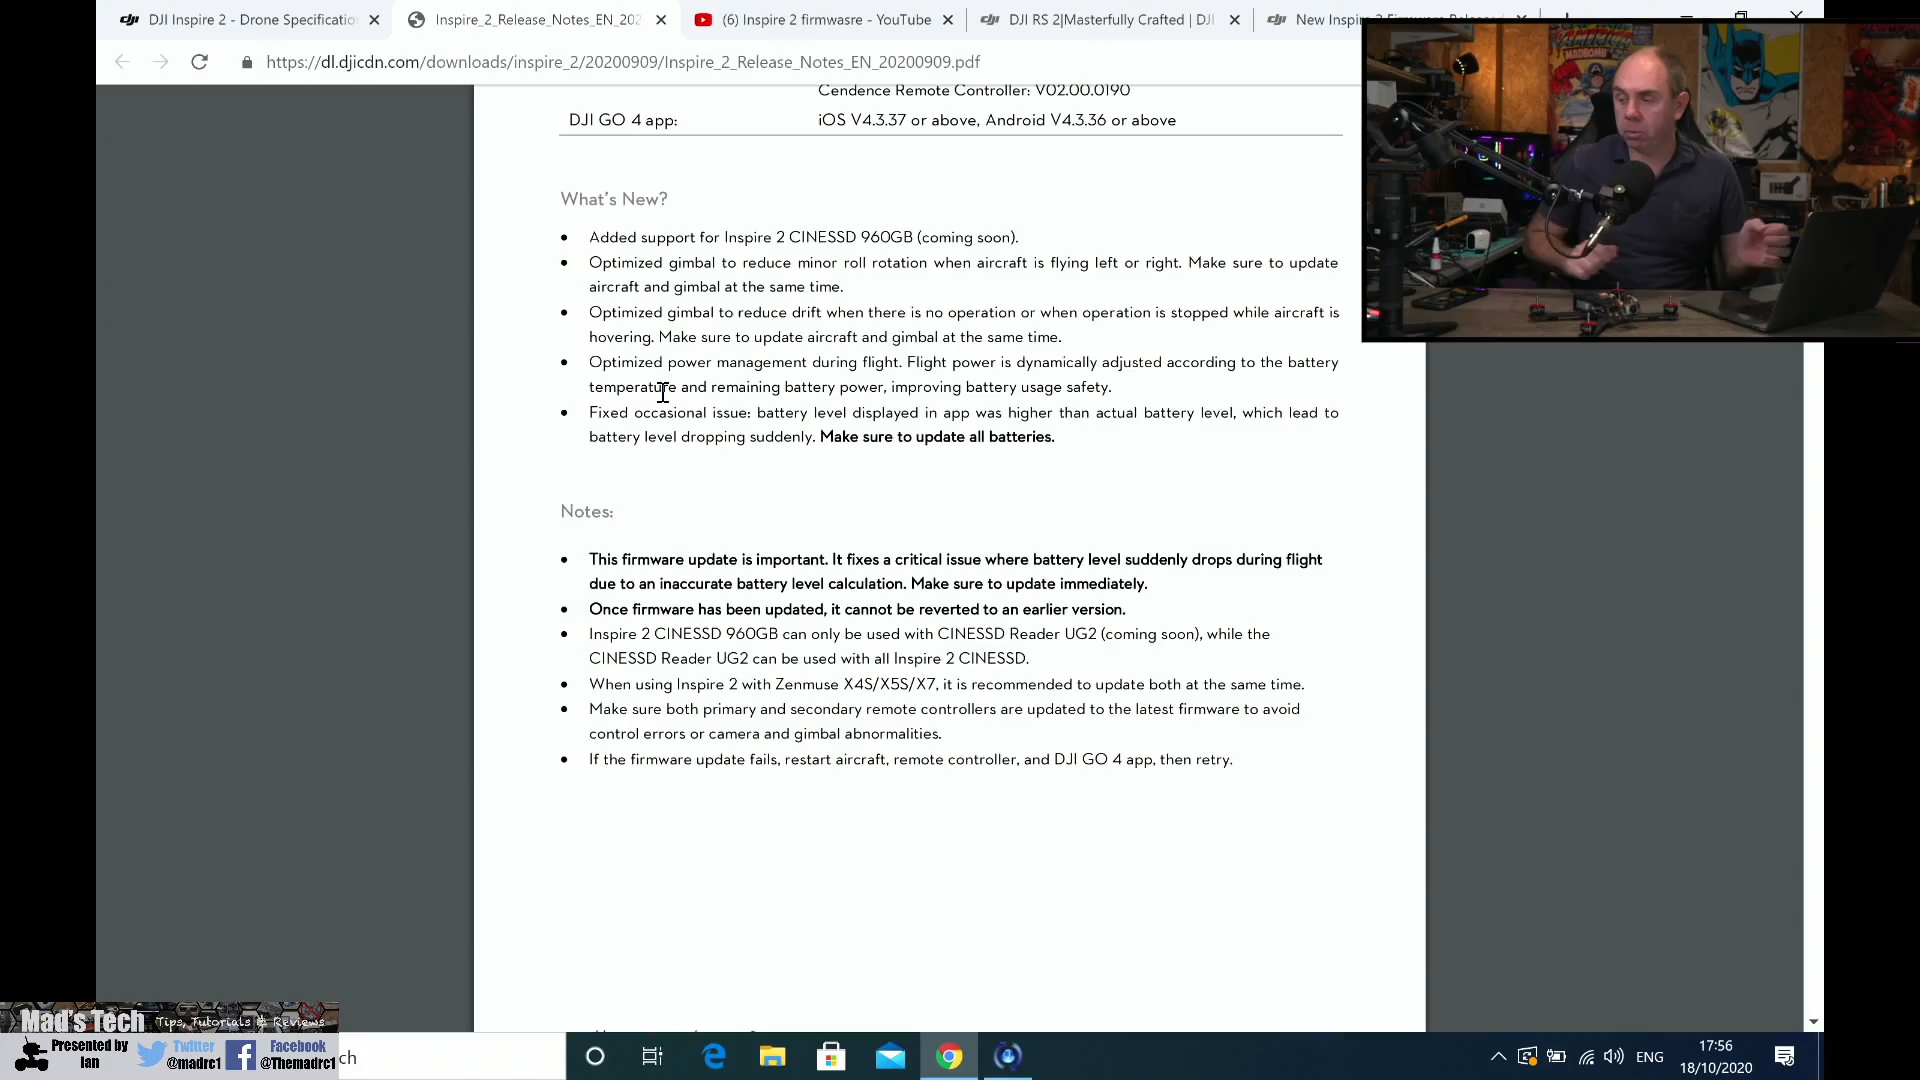 DJI Inspire 2 - Drone Specificatio
Inspire_2_Release_Notes_EN_202
(6) Inspire 2 firmwasre - YouTube
DJI RS 2|Masterfully Crafted | DJI
New Inspire 2 Firmware Release
https://dl.djicdn.com/downloads/inspire_2/20200909/Inspire_2_Release_Notes_EN_20200909.pdf
Cendence Remote Controller: V02.00.0190
DJI GO 4 app: iOS V4.3.37 or above, Android V4.3.36 or above
What's New?
• Added support for Inspire 2 CINESSD 960GB (coming soon).
• Optimized gimbal to reduce minor roll rotation when aircraft is flying left or right. Make sure to update
aircraft and gimbal at the same time.
• Optimized gimbal to reduce drift when there is no operation or when operation is stopped while aircraft is
hovering. Make sure to update aircraft and gimbal at the same time.
• Optimized power management during flight. Flight power is dynamically adjusted according to the battery
temperature and remaining battery power, improving battery usage safety.
• Fixed occasional issue: battery level displayed in app was higher than actual battery level, which lead to
battery level dropping suddenly. Make sure to update all batteries.
Notes:
• This firmware update is important. It fixes a critical issue where battery level suddenly drops during flight
due to an inaccurate battery level calculation. Make sure to update immediately.
• Once firmware has been updated, it cannot be reverted to an earlier version.
• Inspire 2 CINESSD 960GB can only be used with CINESSD Reader UG2 (coming soon), while the
CINESSD Reader UG2 can be used with all Inspire 2 CINESSD.
• When using Inspire 2 with Zenmuse X4S/X5S/X7, it is recommended to update both at the same time.
• Make sure both primary and secondary remote controllers are updated to the latest firmware to avoid
control errors or camera and gimbal abnormalities.
• If the firmware update fails, restart aircraft, remote controller, and DJI GO 4 app, then retry.
Mad's Tech Tips, Tutorials & Reviews
Presented by
Ian
Twitter
@madrc1
Facebook
@Themadrc1
ch
ENG
17:56
18/10/2020